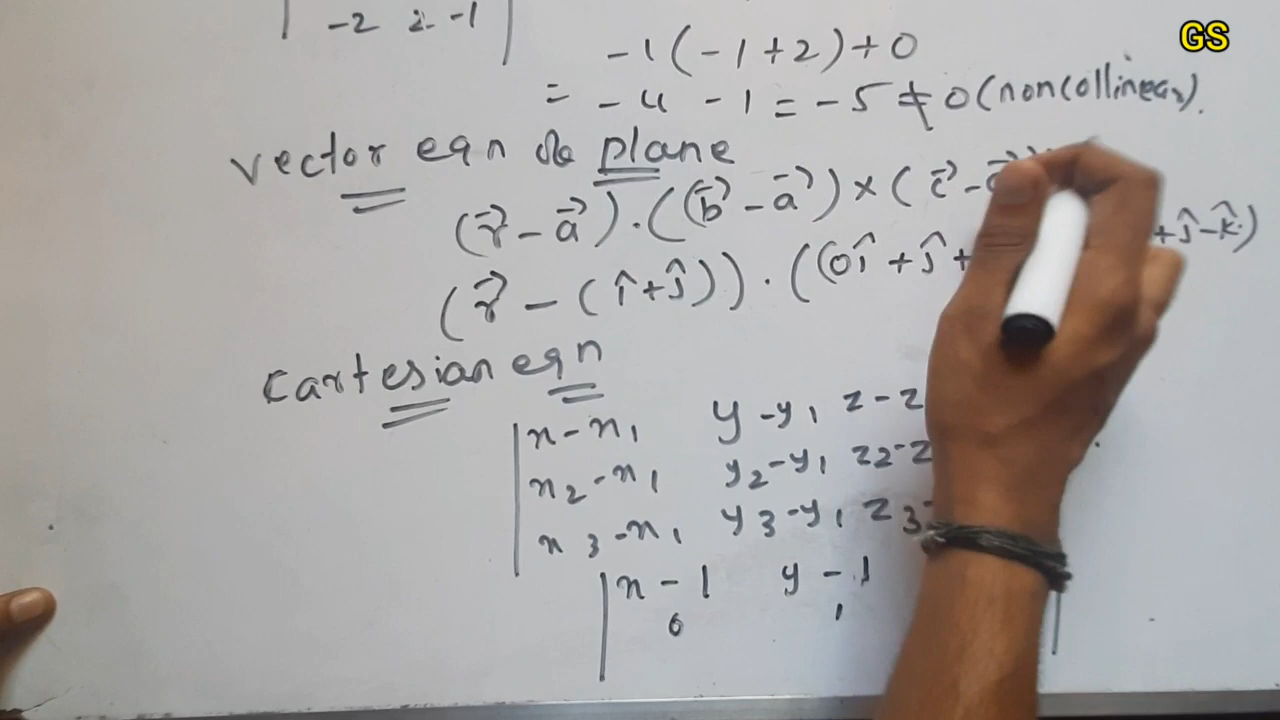 GS
-2 2 -1
-1(-1+2)+0
= -4 -1 = -5 ≠ 0 (noncollinear).
vector eqn of plane
(r⃗ - a⃗).((b⃗ - a⃗)×(c⃗ -
(r⃗ - (î+ĵ)).((0î+ĵ+ +ĵ-k̂)
cartesian eqn
x-x₁ y-y₁ z-z
x₂-x₁ y₂-y₁ z₂-z
x₃-x₁ y₃-y₁ z₃-
x-1 y-1
0 1